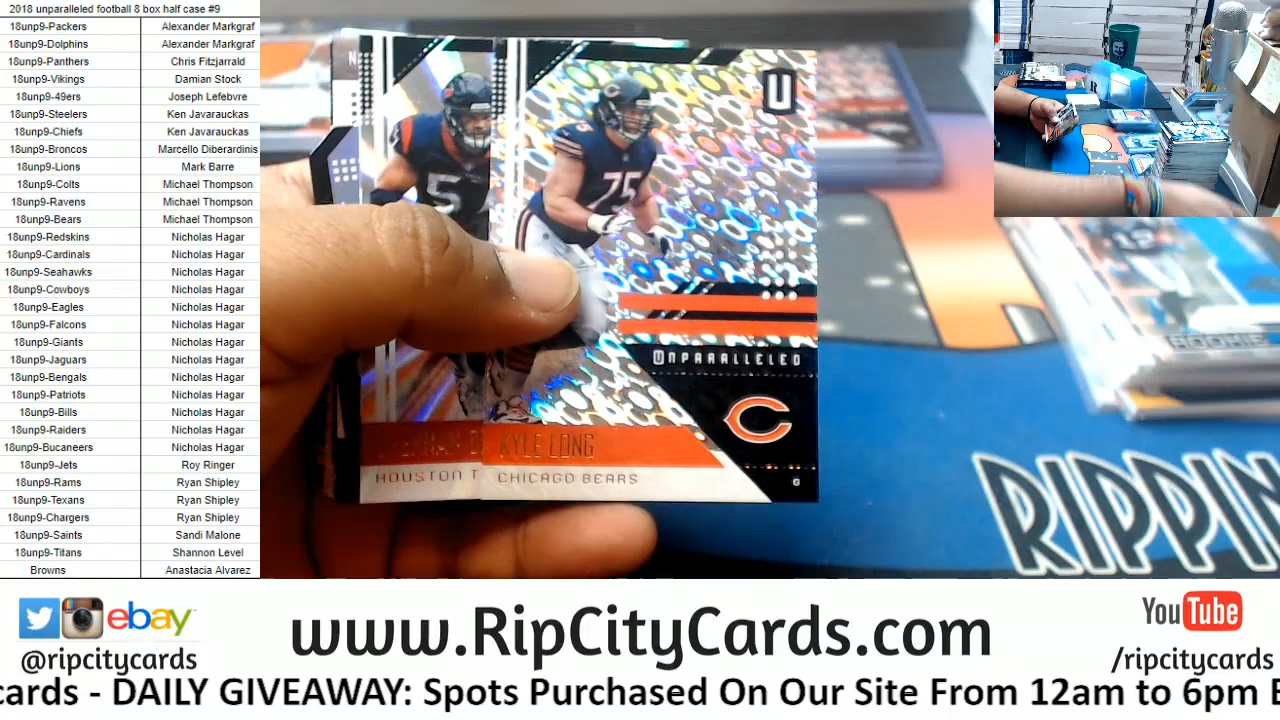 2018 unparalleled football 8 box half case #9
18unp9-Packers Alexander Markgraf
18unp9-Dolphins Alexander Markgraf
18unp9-Panthers Chris Fitzjarrald
18unp9-Vikings Damian Stock
18unp9-49ers Joseph Lefebvre
18unp9-Steelers Ken Javarauckas
18unp9-Chiefs Ken Javarauckas
18unp9-Broncos Marcello Diberardinis
18unp9-Lions Mark Barre
18unp9-Colts Michael Thompson
18unp9-Ravens Michael Thompson
18unp9-Bears Michael Thompson
18unp9-Redskins Nicholas Hagar
18unp9-Cardinals Nicholas Hagar
18unp9-Seahawks Nicholas Hagar
18unp9-Cowboys Nicholas Hagar
18unp9-Eagles Nicholas Hagar
18unp9-Falcons Nicholas Hagar
18unp9-Giants Nicholas Hagar
18unp9-Jaguars Nicholas Hagar
18unp9-Bengals Nicholas Hagar
18unp9-Patriots Nicholas Hagar
18unp9-Bills Nicholas Hagar
18unp9-Raiders Nicholas Hagar
18unp9-Bucaneers Nicholas Hagar
18unp9-Jets Roy Ringer
18unp9-Rams Ryan Shipley
18unp9-Texans Ryan Shipley
18unp9-Chargers Ryan Shipley
18unp9-Saints Sandi Malone
18unp9-Titans Shannon Level
Browns Anastacia Alvarez
U
75
5
UNPARALLELED
C
KYLE LONG
HOUSTON T
CHICAGO BEARS
G
ROOKIE
RIPPIN
ebay
@ripcitycards
www.RipCityCards.com
YouTube
/ripcitycards
cards - DAILY GIVEAWAY: Spots Purchased On Our Site From 12am to 6pm E